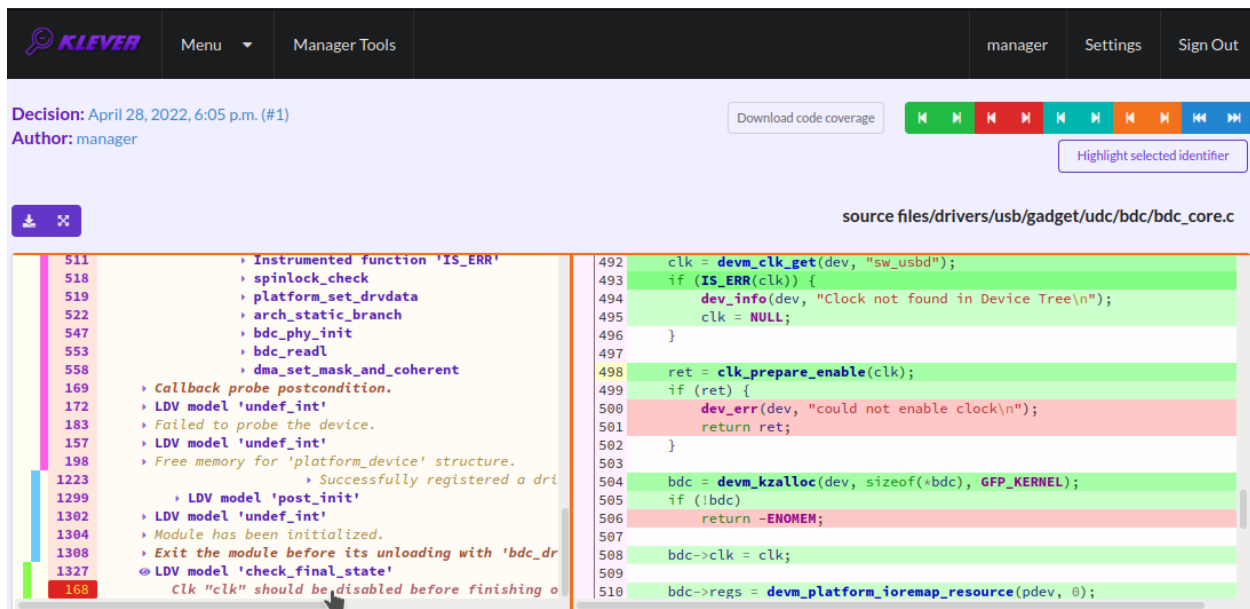 KLEVER
Menu
Manager Tools
manager
Settings
Sign Out
Decision: April 28, 2022, 6:05 p.m. (#1)
Author: manager
Download code coverage
Highlight selected identifier
source files/drivers/usb/gadget/udc/bdc/bdc_core.c
511 Instrumented function 'IS_ERR'
518 spinlock_check
519 platform_set_drvdata
522 arch_static_branch
547 bdc_phy_init
553 bdc_readl
558 dma_set_mask_and_coherent
169 Callback probe postcondition.
172 LDV model 'undef_int'
183 Failed to probe the device.
157 LDV model 'undef_int'
198 Free memory for 'platform_device' structure.
1223 Successfully registered a dri
1299 LDV model 'post_init'
1302 LDV model 'undef_int'
1304 Module has been initialized.
1308 Exit the module before its unloading with 'bdc_dr
1327 LDV model 'check_final_state'
168 Clk "clk" should be disabled before finishing o
492 clk = devm_clk_get(dev, "sw_usbd");
493 if (IS_ERR(clk)) {
494 dev_info(dev, "Clock not found in Device Tree\n");
495 clk = NULL;
496 }
497
498 ret = clk_prepare_enable(clk);
499 if (ret) {
500 dev_err(dev, "could not enable clock\n");
501 return ret;
502 }
503
504 bdc = devm_kzalloc(dev, sizeof(*bdc), GFP_KERNEL);
505 if (!bdc)
506 return -ENOMEM;
507
508 bdc->clk = clk;
509
510 bdc->regs = devm_platform_ioremap_resource(pdev, 0);